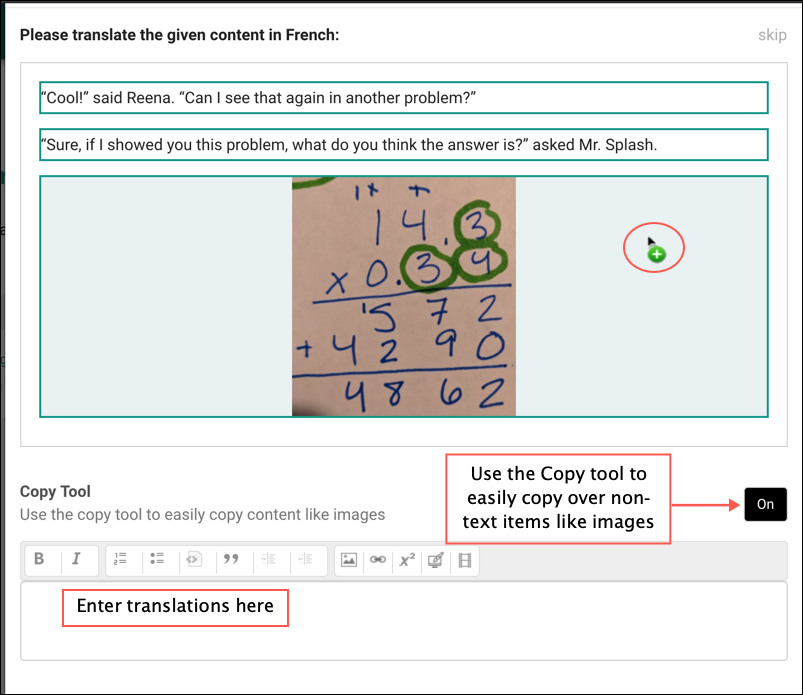 Please translate the given content in French:
skip
“Cool!” said Reena. “Can I see that again in another problem?”
“Sure, if I showed you this problem, what do you think the answer is?” asked Mr. Splash.
1+ +
14.3
x 0.34
'572
+4290
4862
Use the Copy tool to
easily copy over non-
text items like images
Copy Tool
On
Use the copy tool to easily copy content like images
B I x²
Enter translations here